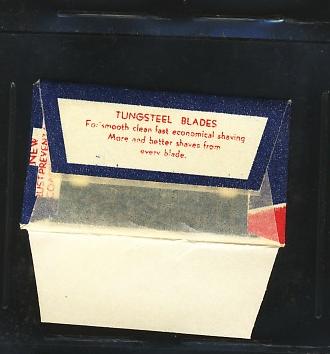 TUNGSTEEL BLADES
For smooth clean fast economical shaving
More and better shaves from
every blade.
NEW